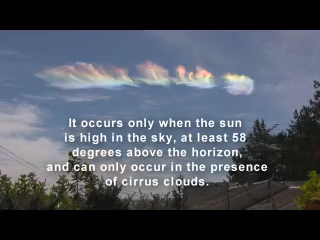 It occurs only when the sun
is high in the sky, at least 58
degrees above the horizon,
and can only occur in the presence
of cirrus clouds.